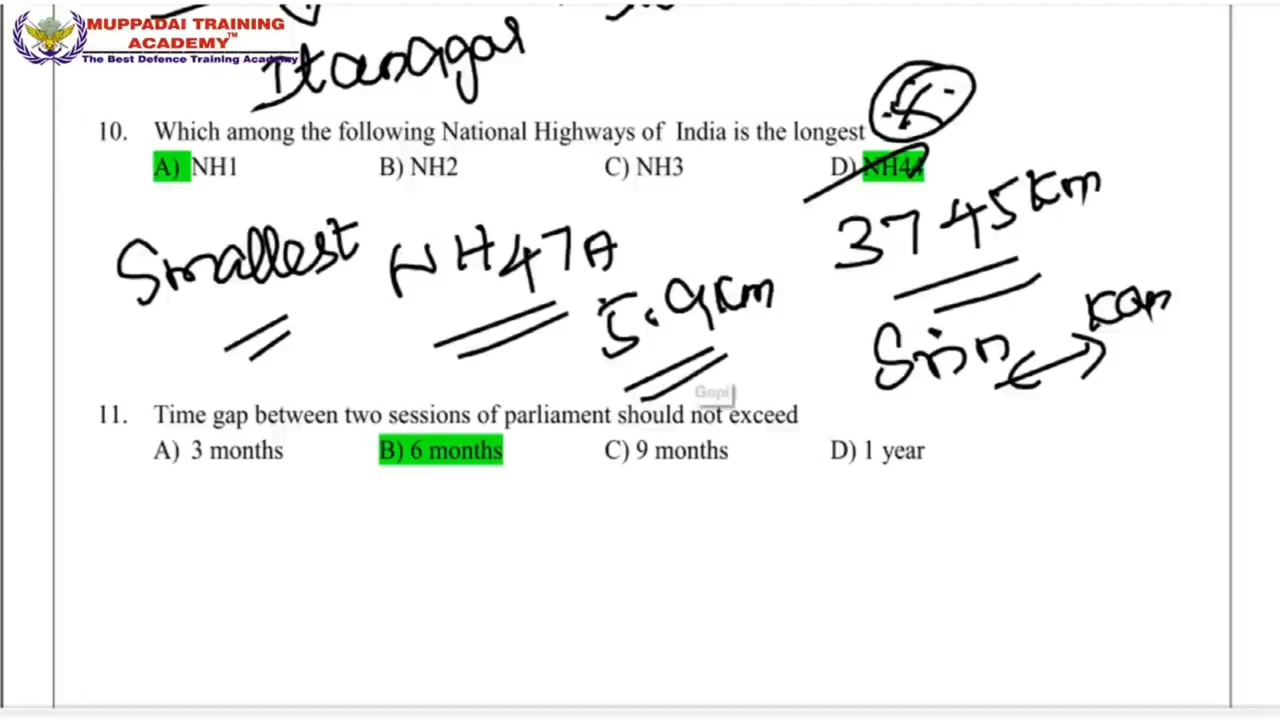 MUPPADAI TRAINING
ACADEMY™
The Best Defence Training Academy
Itanagar
10. Which among the following National Highways of India is the longest
A) NH1 B) NH2 C) NH3 D) NH44
3745Km
Smallest NH47A
5.9Km
Srin Kan
Gopi
11. Time gap between two sessions of parliament should not exceed
A) 3 months B) 6 months C) 9 months D) 1 year